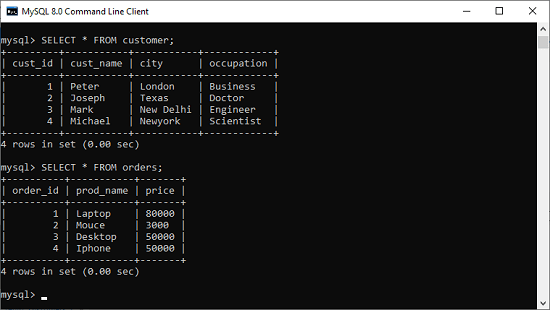 MySQL 8.0 Command Line Client
mysql> SELECT * FROM customer;
+---------+-----------+-----------+------------+
| cust_id | cust_name | city      | occupation |
+---------+-----------+-----------+------------+
|       1 | Peter     | London    | Business   |
|       2 | Joseph    | Texas     | Doctor     |
|       3 | Mark      | New Delhi | Engineer   |
|       4 | Michael   | Newyork   | Scientist  |
+---------+-----------+-----------+------------+
4 rows in set (0.00 sec)
mysql> SELECT * FROM orders;
+----------+-----------+-------+
| order_id | prod_name | price |
+----------+-----------+-------+
|        1 | Laptop    | 80000 |
|        2 | Mouce     | 3000  |
|        3 | Desktop   | 50000 |
|        4 | Iphone    | 50000 |
+----------+-----------+-------+
4 rows in set (0.00 sec)
mysql>